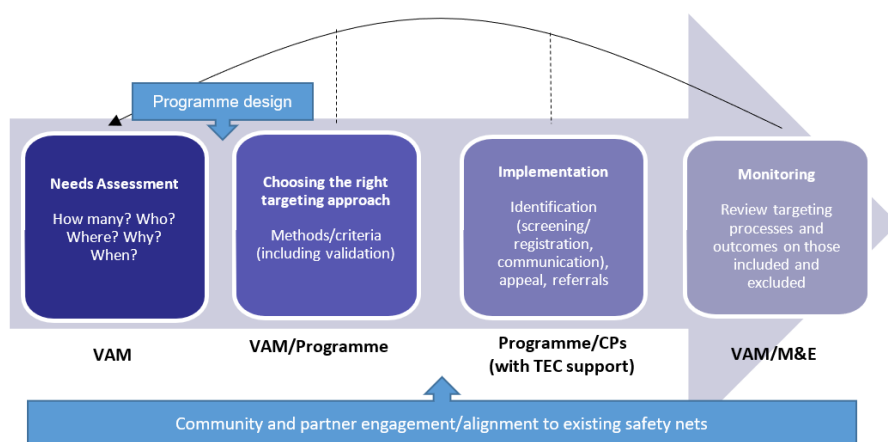 Programme design
Needs Assessment
How many? Who?
Where? Why?
When?
Choosing the right
targeting approach
Methods/criteria
(including validation)
Implementation
Identification
(screening/
registration,
communication),
appeal, referrals
Monitoring
Review targeting
processes and
outcomes on those
included and
excluded
VAM
VAM/Programme
Programme/CPs
(with TEC support)
VAM/M&E
Community and partner engagement/alignment to existing safety nets